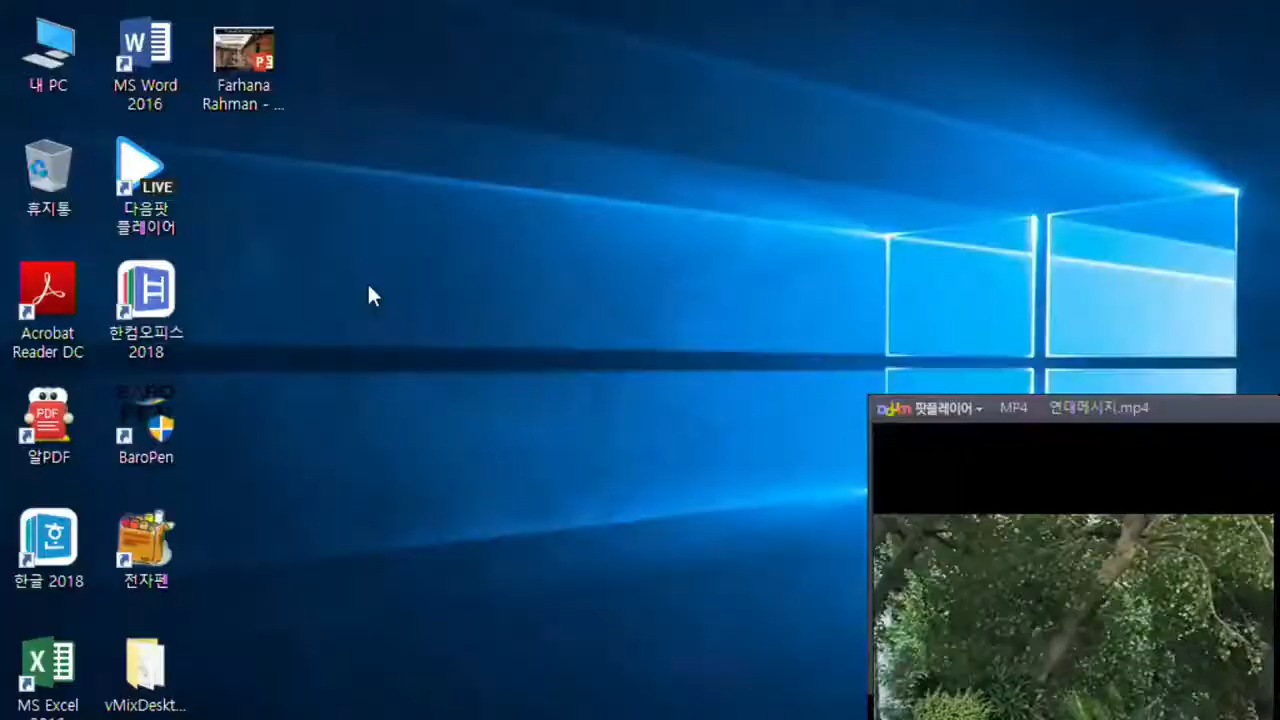 내 PC
MS Word
2016
Farhana
Rahman - ...
휴지통
LIVE
다음팟
플레이어
Acrobat
Reader DC
한컴오피스
2018
PDF
알PDF
BaroPen
한글 2018
전자펜
MS Excel
vMixDeskt...
팟플레이어
MP4
연대메시지.mp4